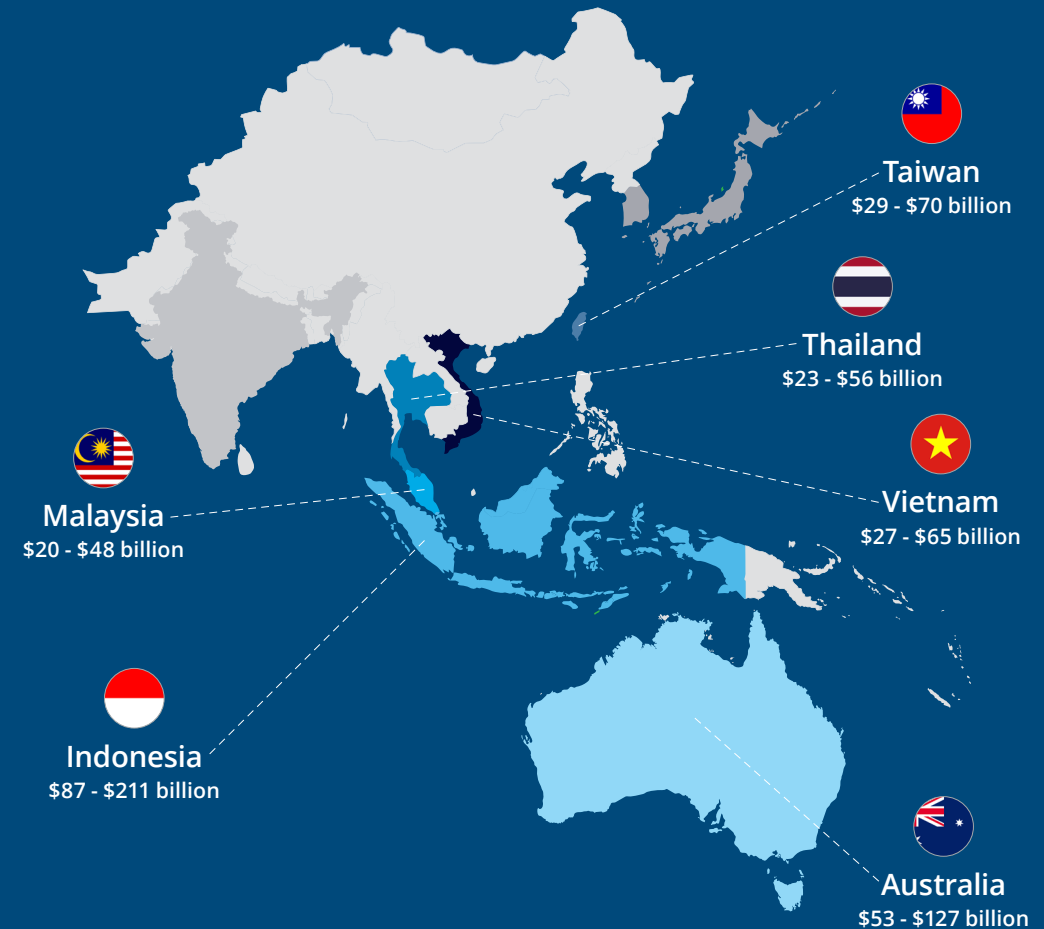 Taiwan
$29 - $70 billion
Thailand
$23 - $56 billion
Vietnam
$27 - $65 billion
Malaysia
$20 - $48 billion
Indonesia
$87 - $211 billion
Australia
$53 - $127 billion